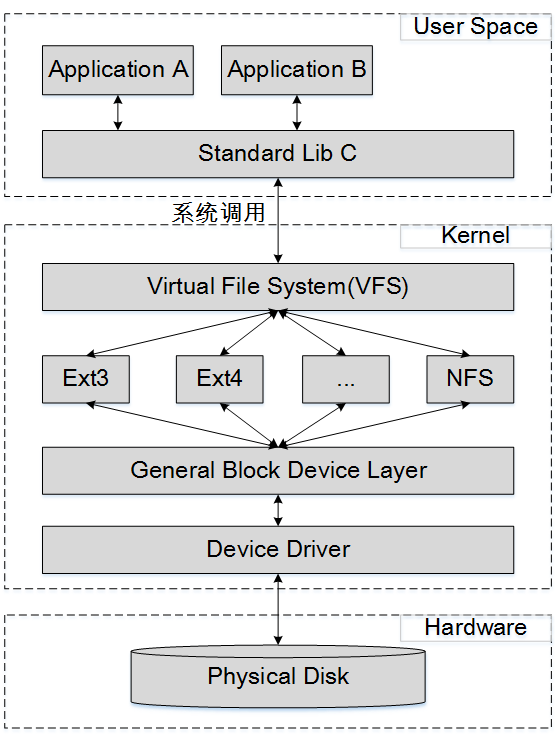 User Space
Application A
Application B
Standard Lib C
系统调用
Kernel
Virtual File System(VFS)
Ext3
Ext4
...
NFS
General Block Device Layer
Device Driver
Hardware
Physical Disk